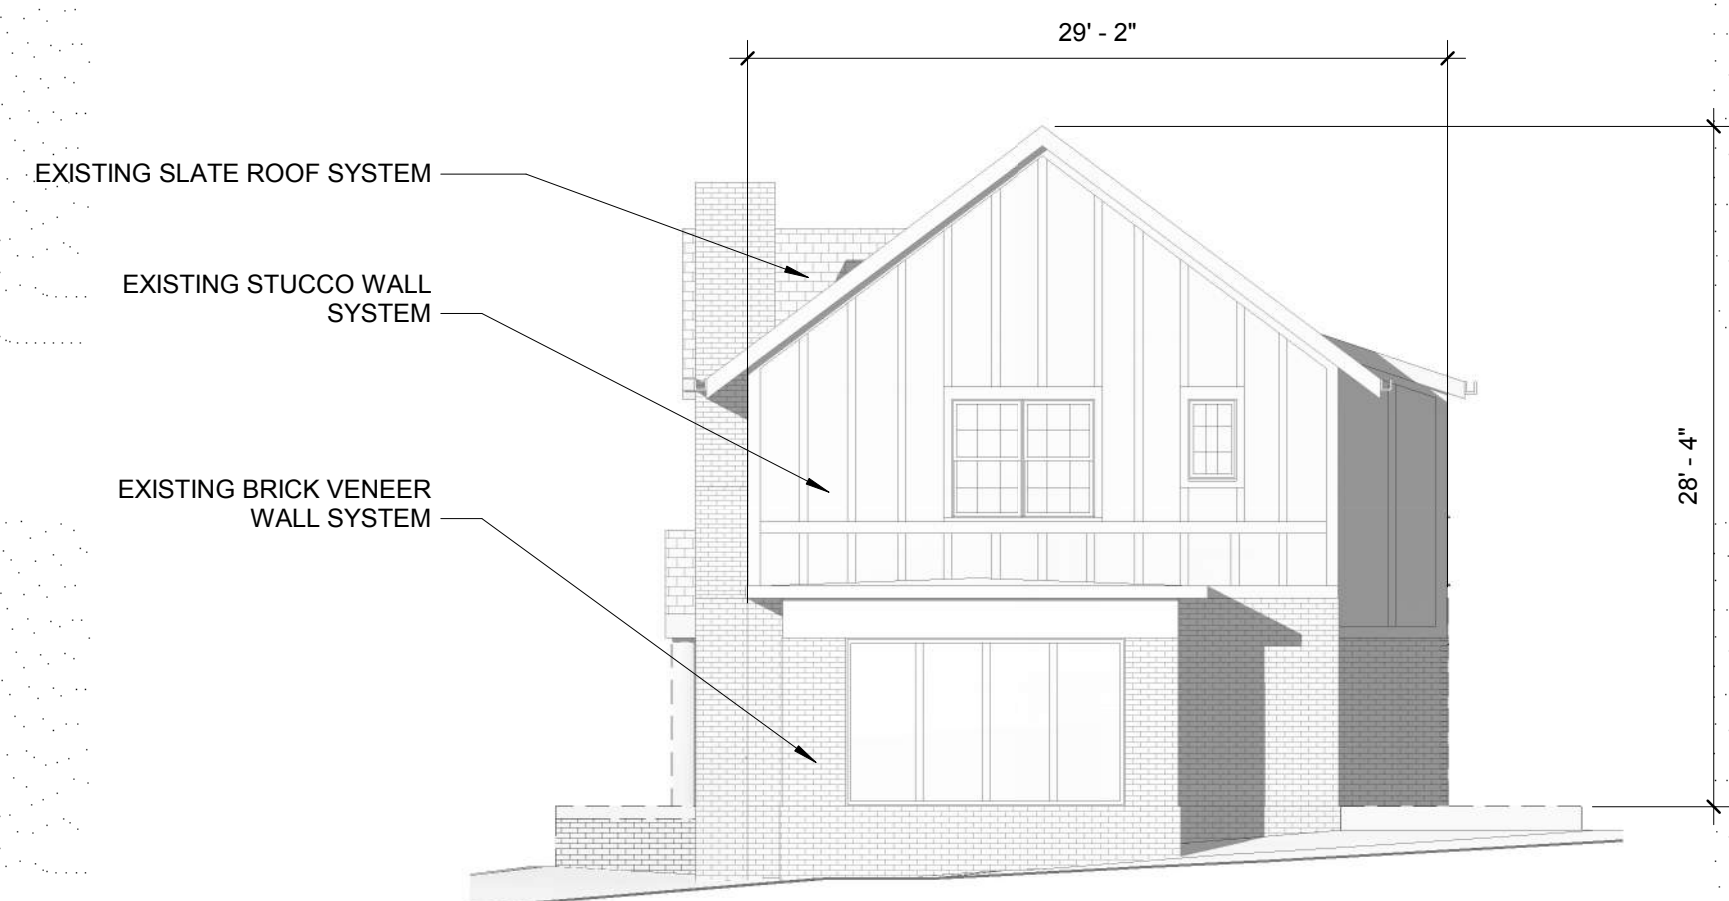 29' - 2"
EXISTING SLATE ROOF SYSTEM
EXISTING STUCCO WALL
SYSTEM
28' - 4"
EXISTING BRICK VENEER
WALL SYSTEM